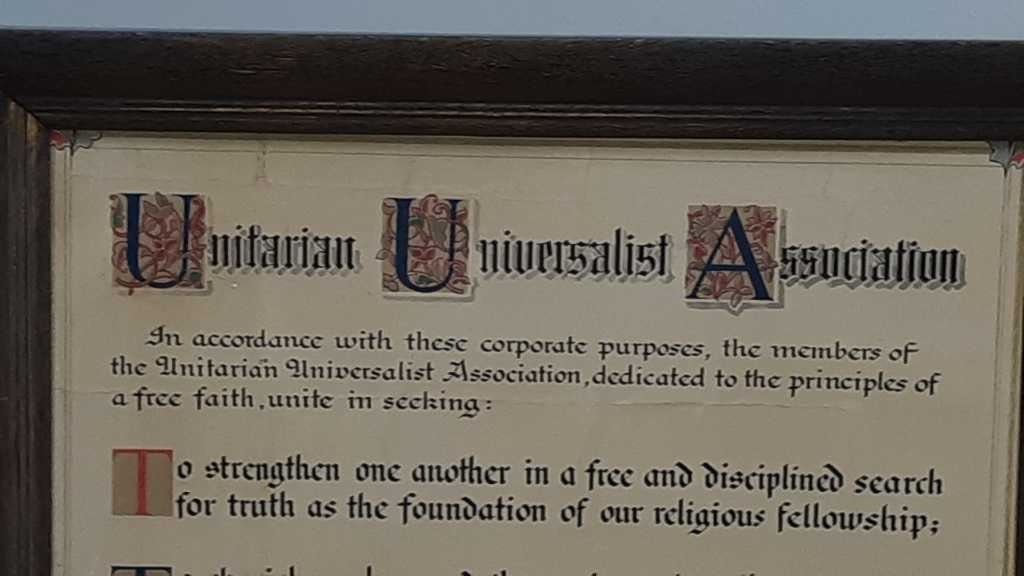 Unitarian Universalist Association
In accordance with these corporate purposes, the members of
the Unitarian Universalist Association, dedicated to the principles of
a free faith, unite in seeking:
To strengthen one another in a free and disciplined search
for truth as the foundation of our religious fellowship;